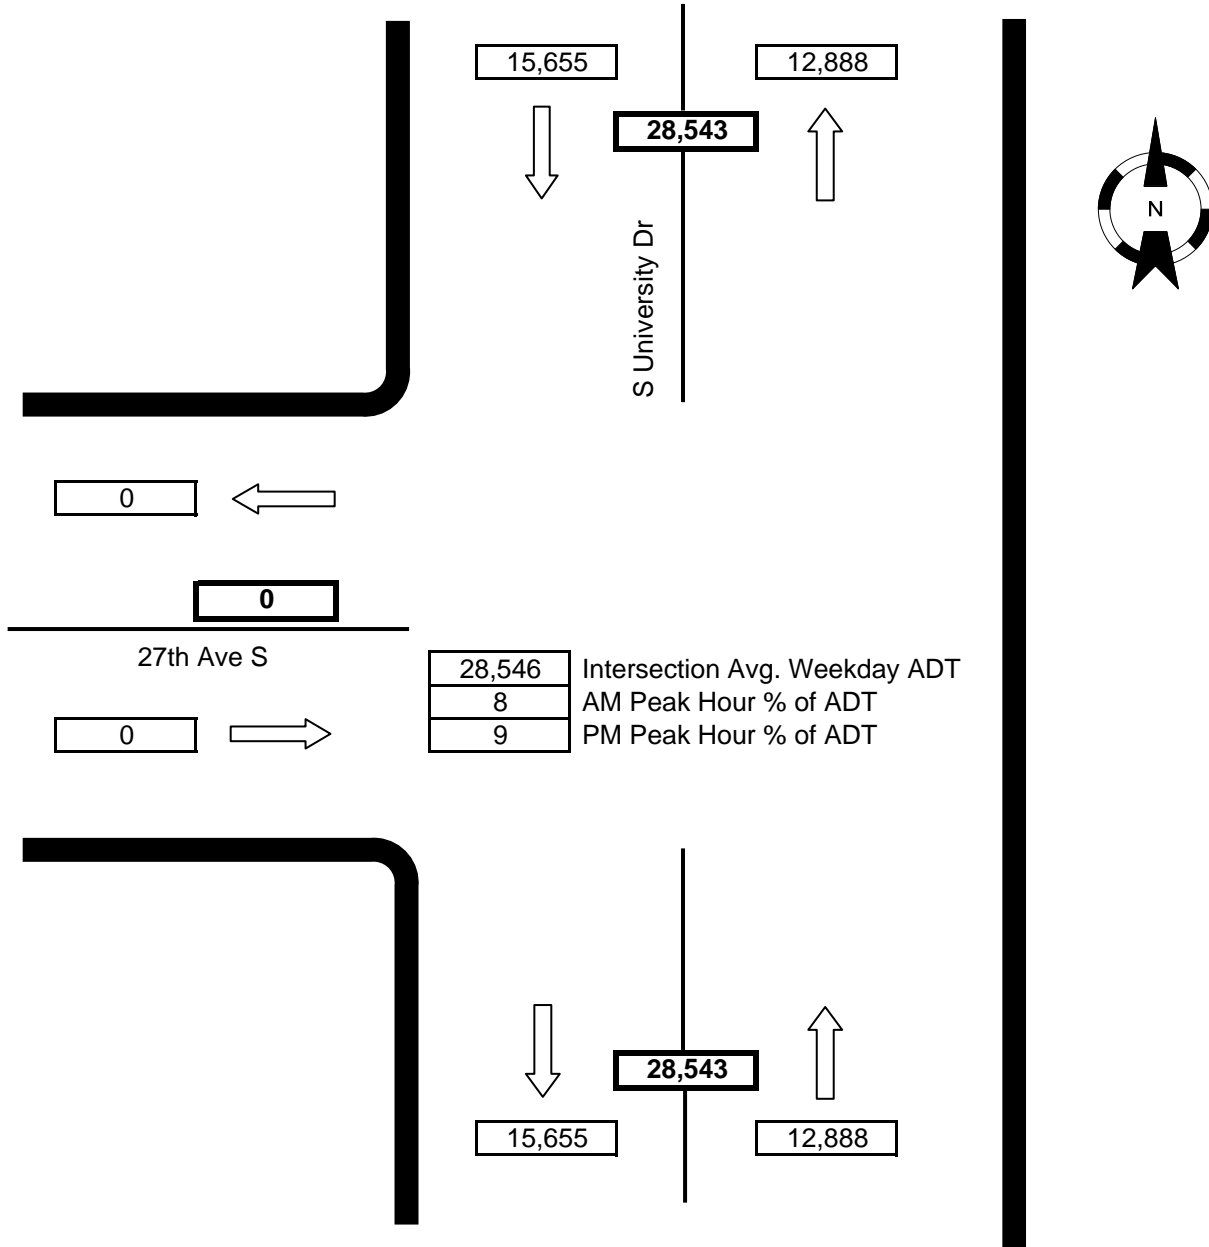 15,655 12,888
28,543
N
S University Dr
0
0
27th Ave S
28,546 Intersection Avg. Weekday ADT
8 AM Peak Hour % of ADT
0 9 PM Peak Hour % of ADT
28,543
15,655 12,888